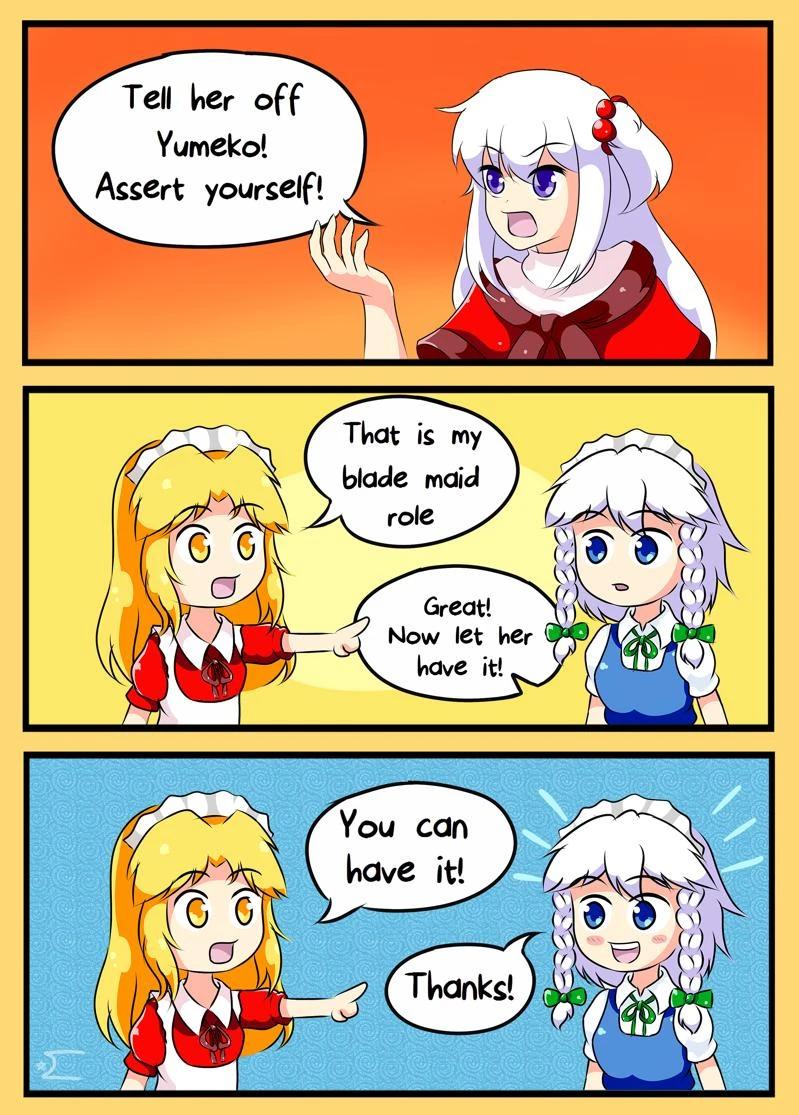 Tell her off
Yumeko!
Assert yourself!
That is my
blade maid
role
Great!
Now let her
have it!
You can
have it!
Thanks!